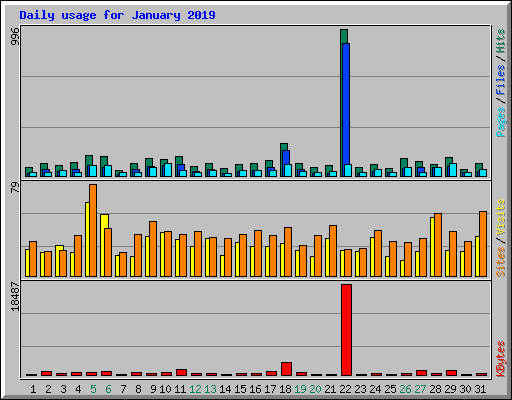 Daily usage for January 2019
996
Pages / Files / Hits
79
Sites / Visits
18487
KBytes
1 2 3 4 5 6 7 8 9 10 11 12 13 14 15 16 17 18 19 20 21 22 23 24 25 26 27 28 29 30 31